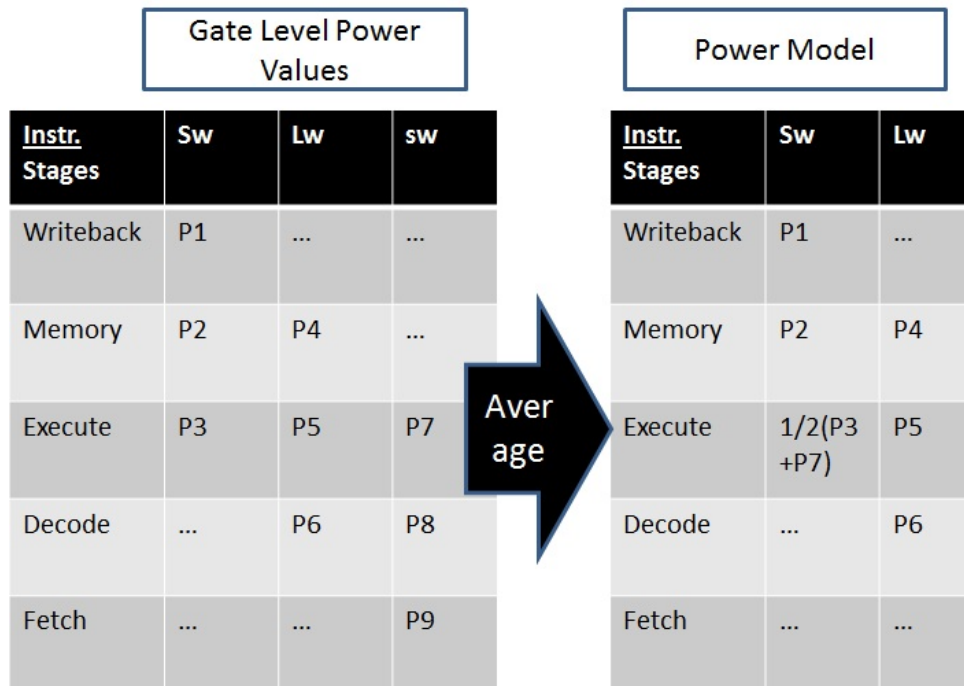 Gate Level Power
Values
Power Model
Instr.
Stages
Sw
Lw
sw
Writeback
P1
...
...
Memory
P2
P4
...
Execute
P3
P5
P7
Decode
...
P6
P8
Fetch
...
...
P9
Aver
age
Instr.
Stages
Sw
Lw
Writeback
P1
...
Memory
P2
P4
Execute
1/2(P3
+P7)
P5
Decode
...
P6
Fetch
...
...